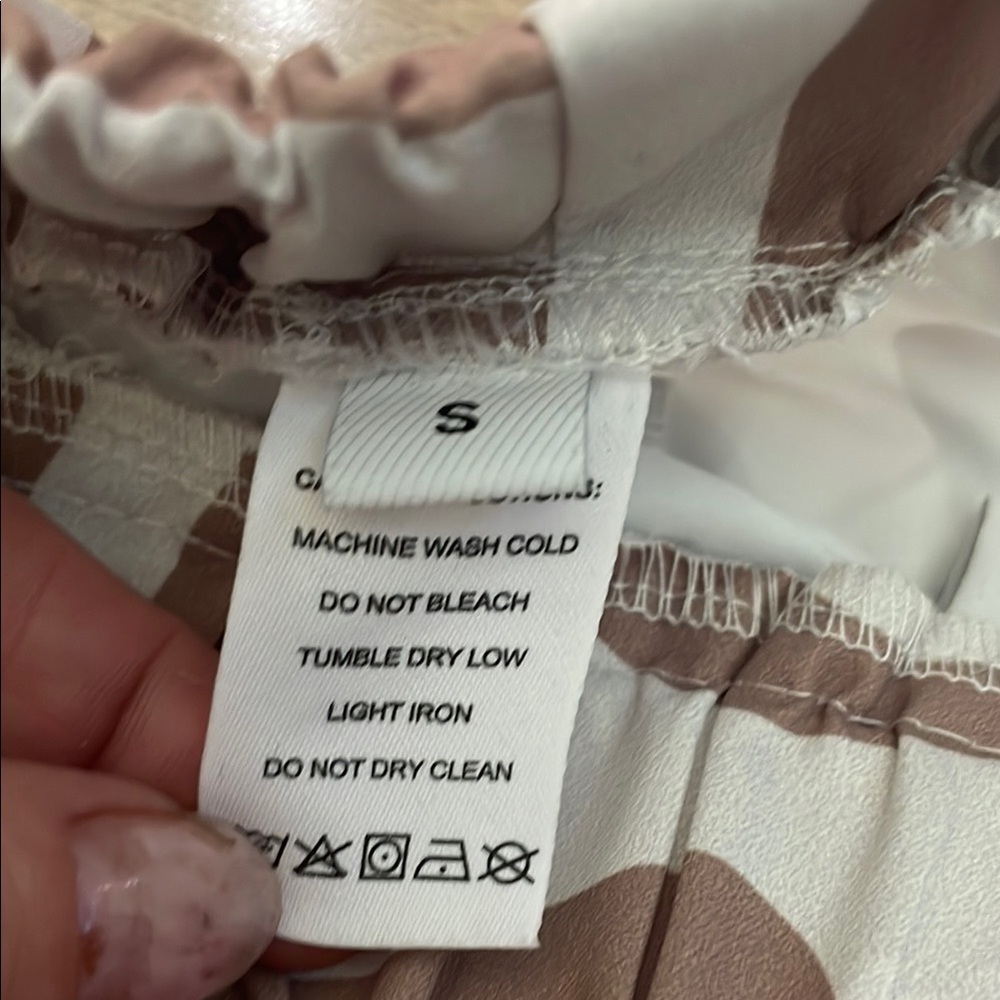 S
MACHINE WASH COLD
DO NOT BLEACH
TUMBLE DRY LOW
LIGHT IRON
DO NOT DRY CLEAN